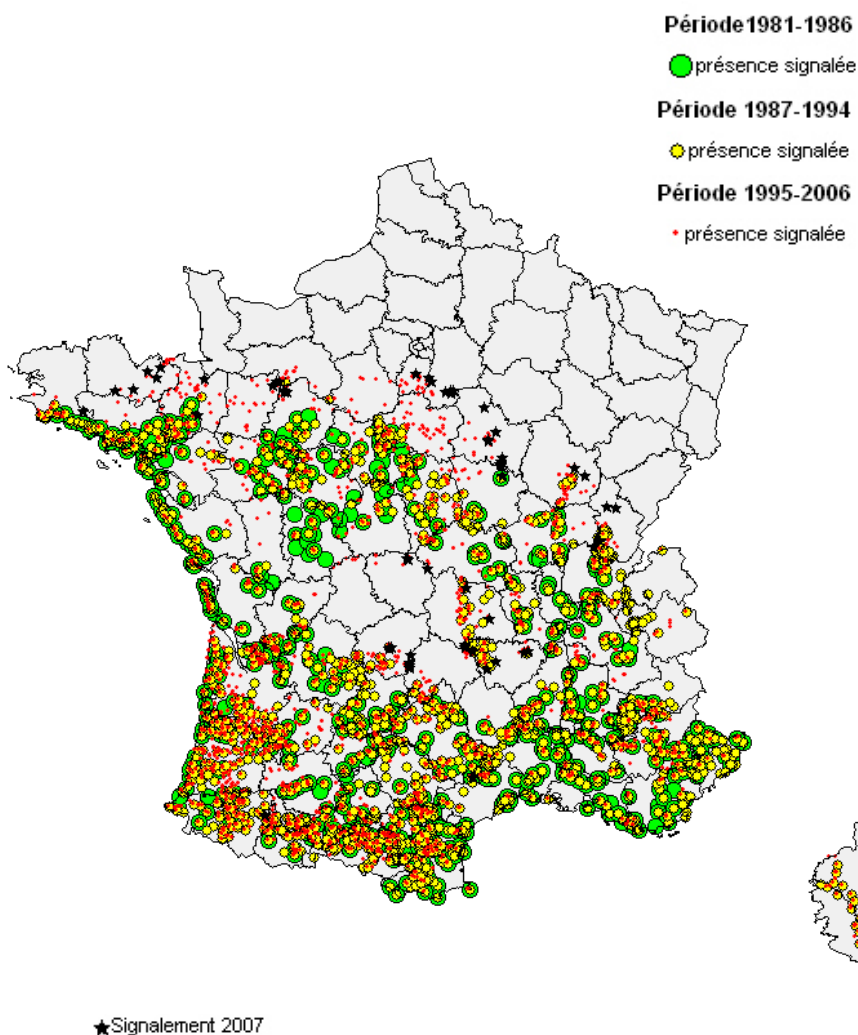 Période1981-1986
présence signalée
Période 1987-1994
présence signalée
Période 1995-2006
présence signalée
Signalement 2007